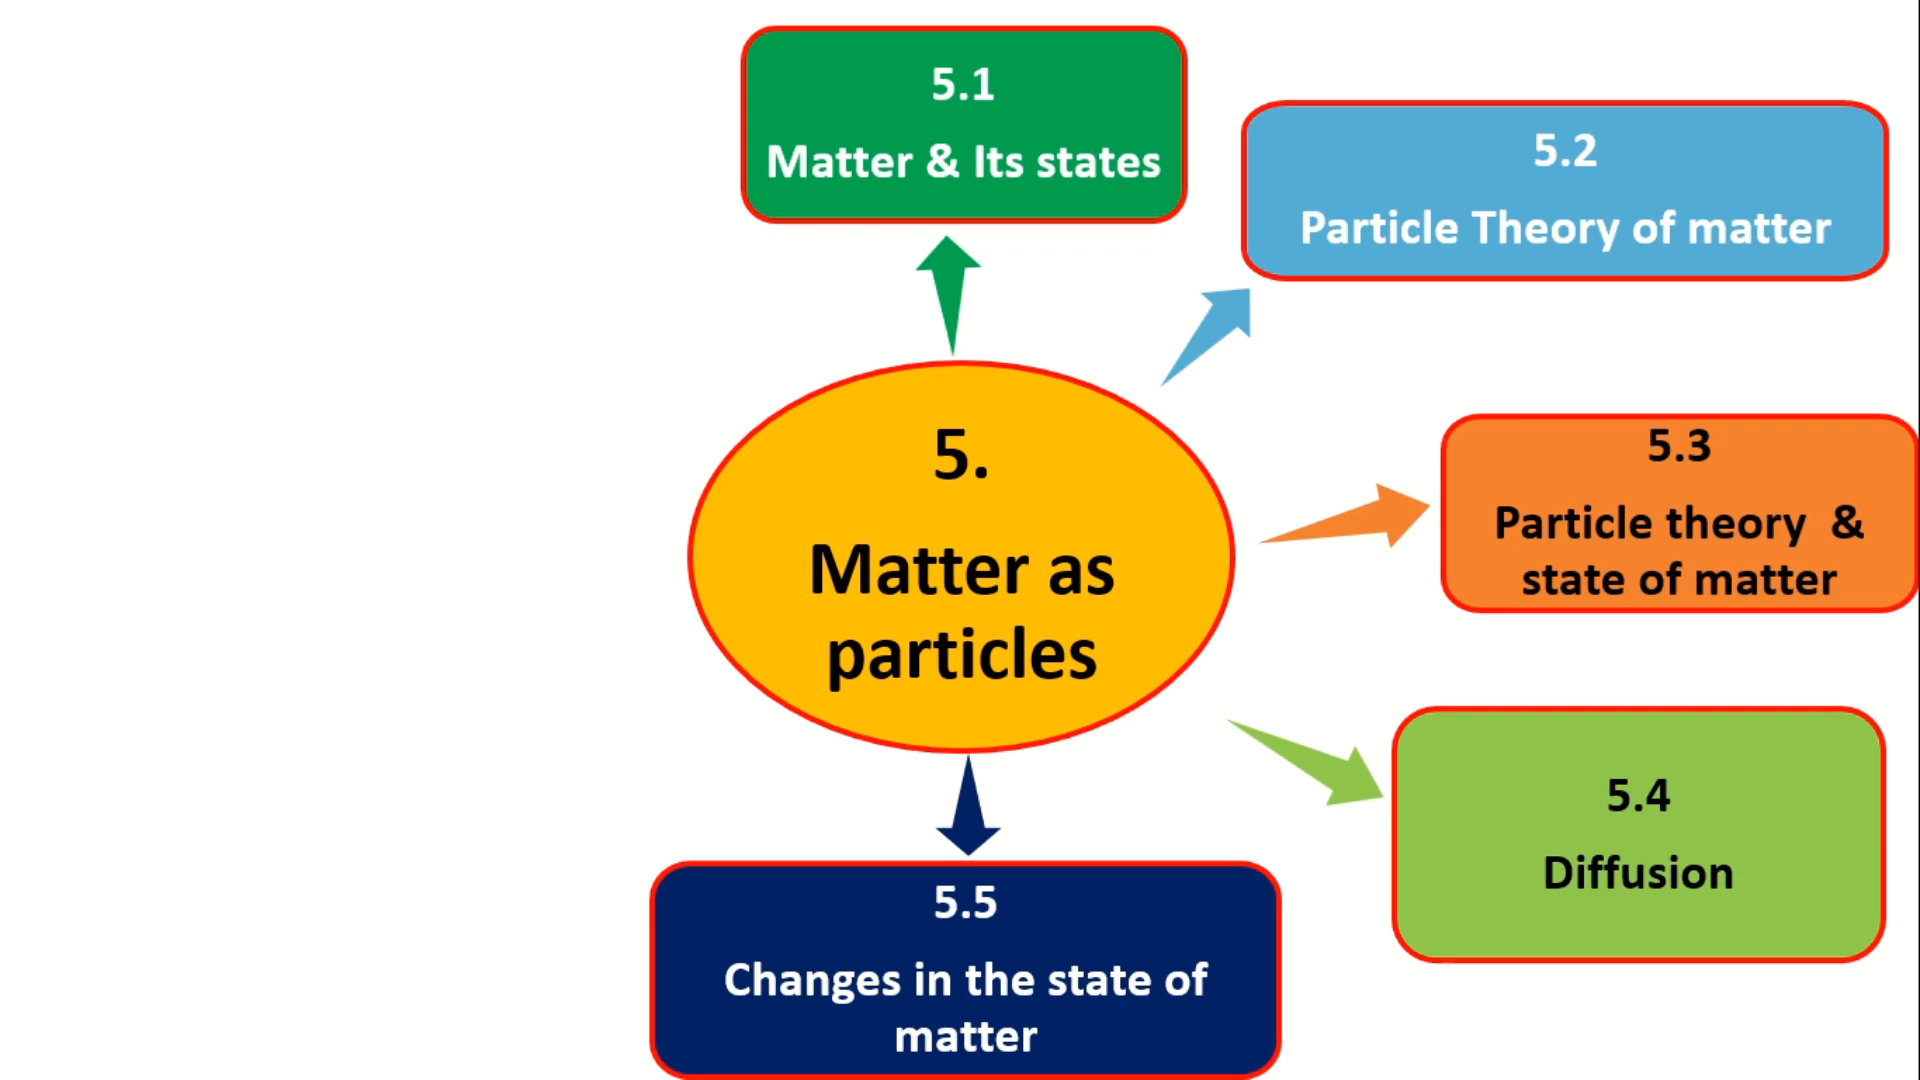 5.1
Matter & Its states
5.2
Particle Theory of matter
5.
Matter as
particles
5.3
Particle theory  &
state of matter
5.4
Diffusion
5.5
Changes in the state of
matter